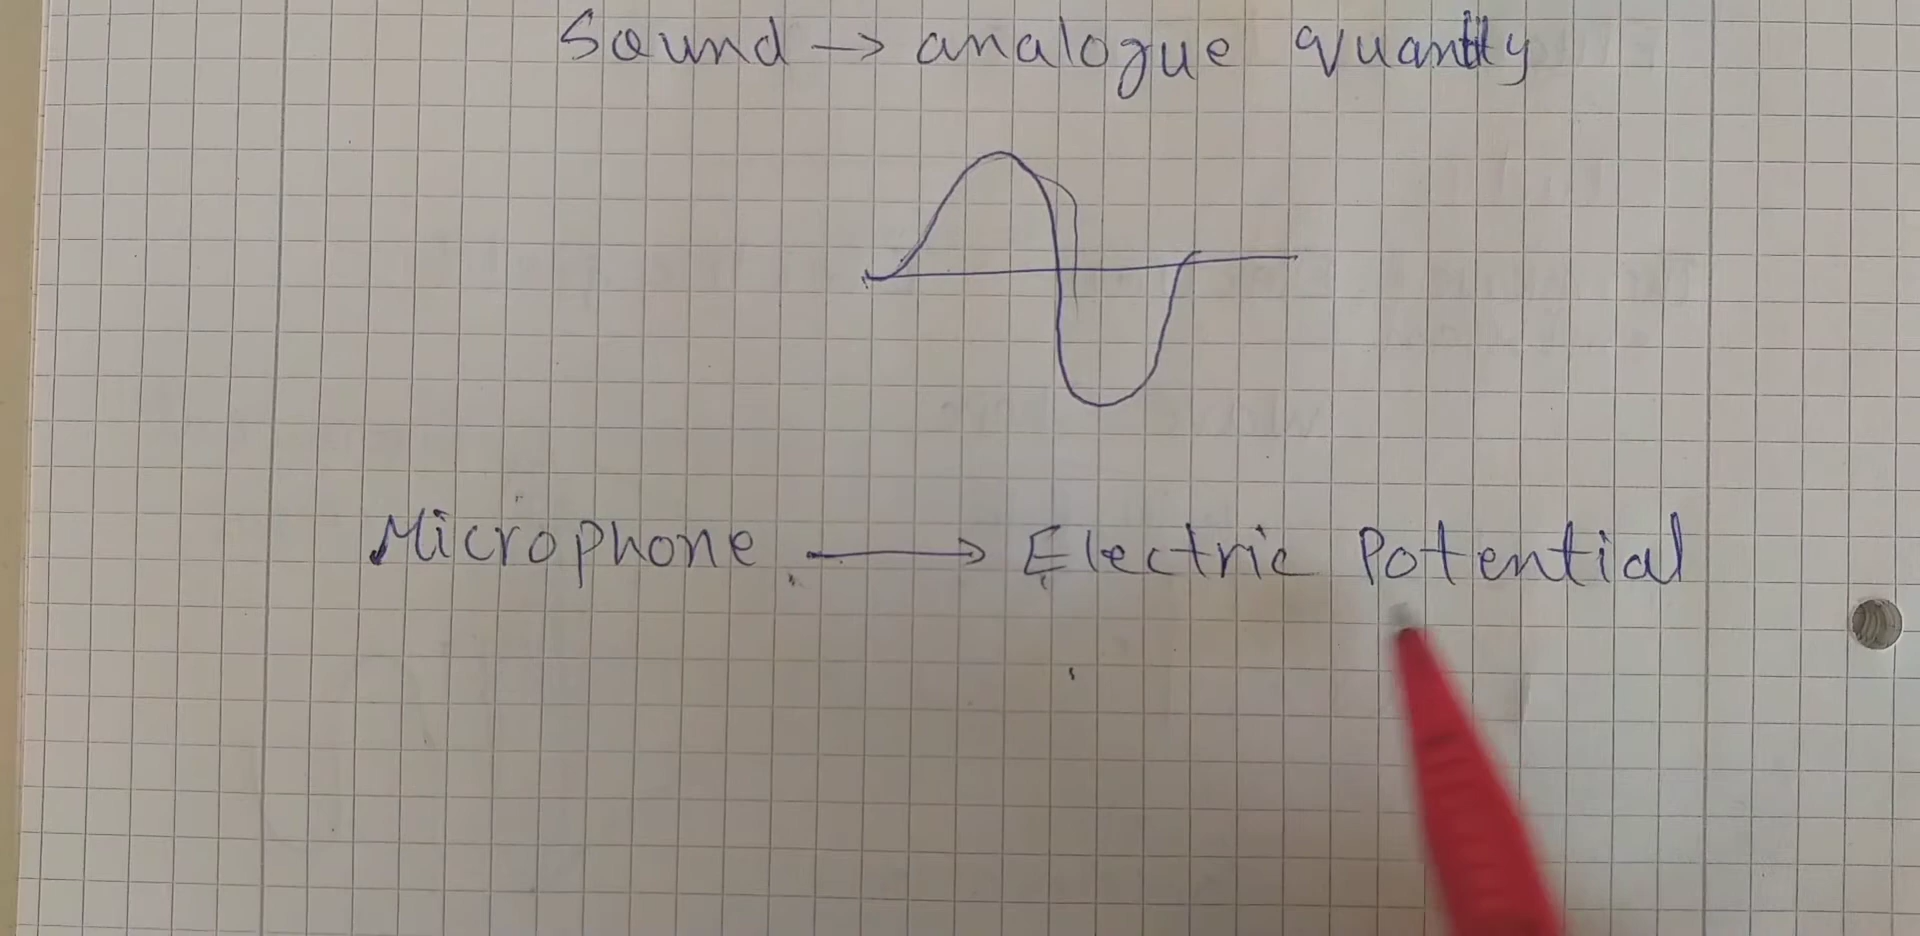 Sound → analogue quantity
Microphone → Electric Potential